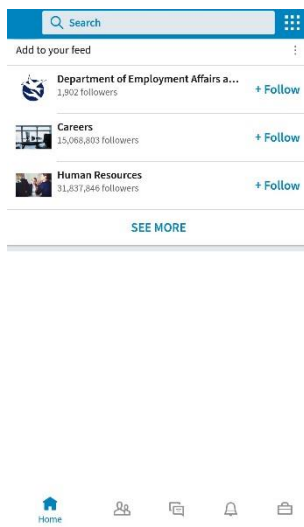 Search
Add to your feed
Department of Employment Affairs a...
1,902 followers
+ Follow
Careers
15,068,803 followers
+ Follow
Human Resources
31,837,846 followers
+ Follow
SEE MORE
Home